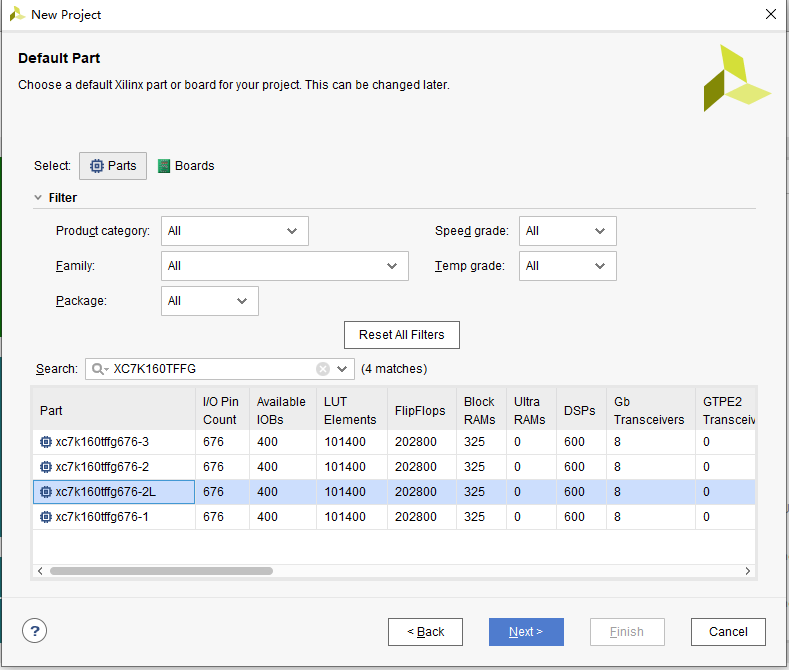 New Project
Default Part
Choose a default Xilinx part or board for your project. This can be changed later.
Select: Parts Boards
Filter
Product category: All Speed grade: All
Family: All Temp grade: All
Package: All
Reset All Filters
Search: XC7K160TFFG (4 matches)
Part I/O Pin Count Available IOBs LUT Elements FlipFlops Block RAMs Ultra RAMs DSPs Gb Transceivers GTPE2 Transceiv
xc7k160tffg676-3 676 400 101400 202800 325 0 600 8 0
xc7k160tffg676-2 676 400 101400 202800 325 0 600 8 0
xc7k160tffg676-2L 676 400 101400 202800 325 0 600 8 0
xc7k160tffg676-1 676 400 101400 202800 325 0 600 8 0
? < Back Next > Finish Cancel